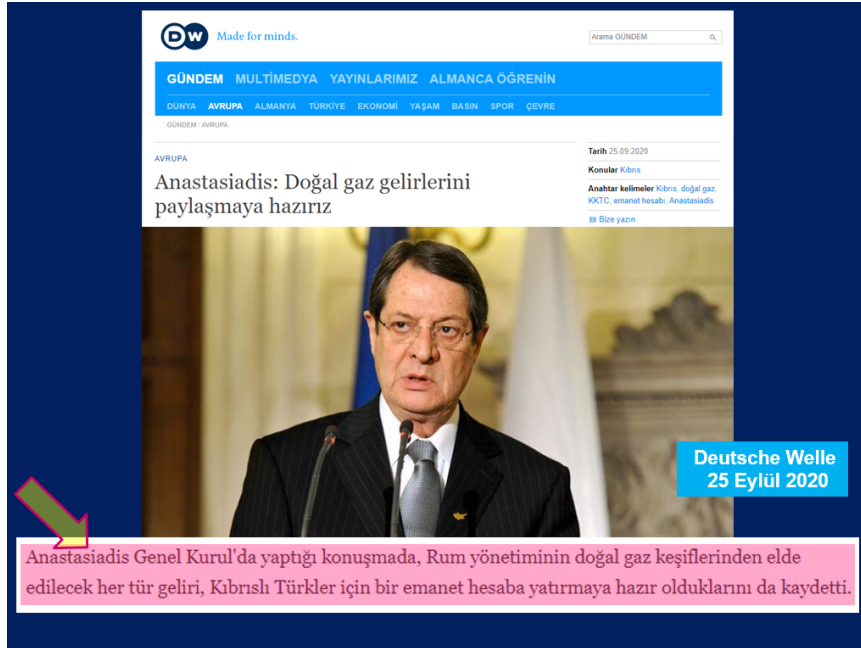 DW Made for minds.
Arama GÜNDEM
GÜNDEM MULTİMEDYA YAYINLARIMIZ ALMANCA ÖĞRENİN
DÜNYA AVRUPA ALMANYA TÜRKİYE EKONOMİ YAŞAM BASIN SPOR ÇEVRE
GÜNDEM / AVRUPA
AVRUPA
Anastasiadis: Doğal gaz gelirlerini
paylaşmaya hazırız
Tarih 25.09.2020
Konular Kıbrıs
Anahtar kelimeler Kıbrıs, doğal gaz,
KKTC, emanet hesabı, Anastasiadis
Bize yazın
Deutsche Welle
25 Eylül 2020
Anastasiadis Genel Kurul'da yaptığı konuşmada, Rum yönetiminin doğal gaz keşiflerinden elde
edilecek her tür geliri, Kıbrıslı Türkler için bir emanet hesaba yatırmaya hazır olduklarını da kaydetti.